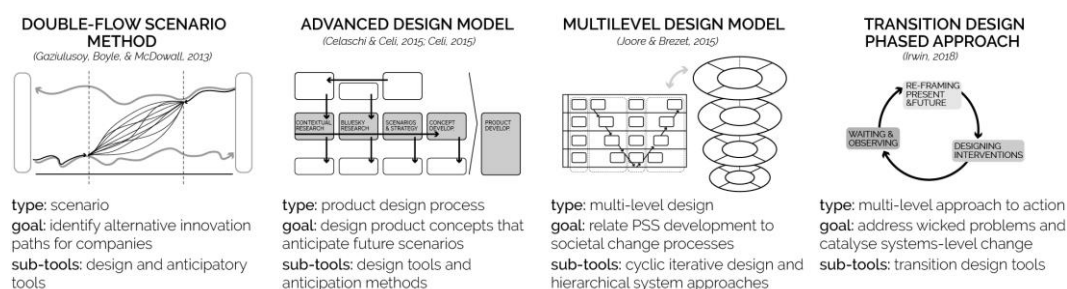 DOUBLE-FLOW SCENARIO
METHOD
(Gaziulusoy, Boyle, & McDowall, 2013)
type: scenario
goal: identify alternative innovation
paths for companies
sub-tools: design and anticipatory
tools
ADVANCED DESIGN MODEL
(Celaschi & Celi, 2015; Celi, 2015)
CONTEXTUAL
RESEARCH
BLUESKY
RESEARCH
SCENARIOS
& STRATEGY
CONCEPT
DEVELOP
PRODUCT
DEVELOP
type: product design process
goal: design product concepts that
anticipate future scenarios
sub-tools: design tools and
anticipation methods
MULTILEVEL DESIGN MODEL
(Joore & Brezet, 2015)
type: multi-level design
goal: relate PSS development to
societal change processes
sub-tools: cyclic iterative design and
hierarchical system approaches
TRANSITION DESIGN
PHASED APPROACH
(Irwin, 2018)
RE-FRAMING
PRESENT
&FUTURE
WAITING &
OBSERVING
DESIGNING
INTERVENTIONS
type: multi-level approach to action
goal: address wicked problems and
catalyse systems-level change
sub-tools: transition design tools